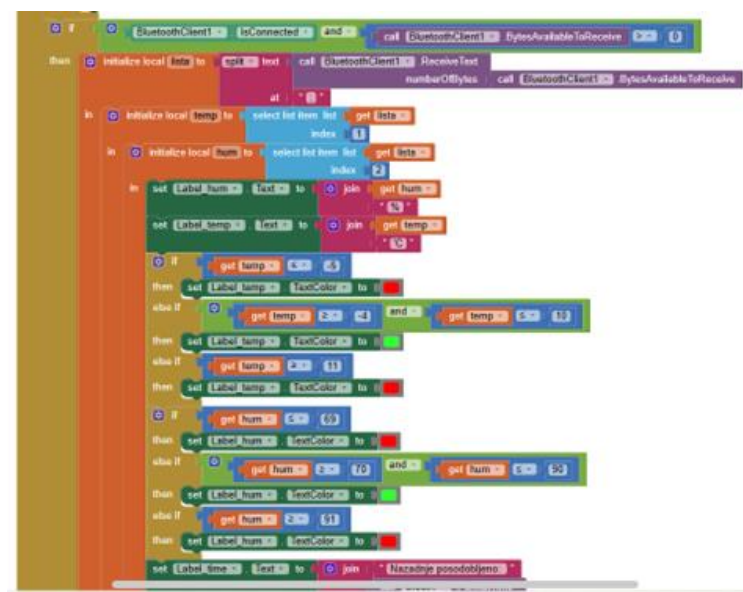 if BluetoothClient1 . IsConnected and call BluetoothClient1 . BytesAvailableToReceive > 0
then initialize local lista to split text call BluetoothClient1 . ReceiveText
numberOfBytes call BluetoothClient1 . BytesAvailableToReceive
at
in initialize local temp to select list item list get lista
index 1
in initialize local hum to select list item list get lista
index 2
in set Label_hum . Text to join get hum
" % "
set Label_temp . Text to join get temp
if get temp ≤ -5
then set Label_temp . TextColor to
else if get temp ≥ -4 and get temp ≤ 10
then set Label_temp . TextColor to
else if get temp ≥ 11
then set Label_temp . TextColor to
if get hum ≤ 69
then set Label_hum . TextColor to
else if get hum ≥ 70 and get hum ≤ 90
then set Label_hum . TextColor to
else if get hum ≥ 91
then set Label_hum . TextColor to
set Label_time . Text to join " Nazadnje posodobljeno: "